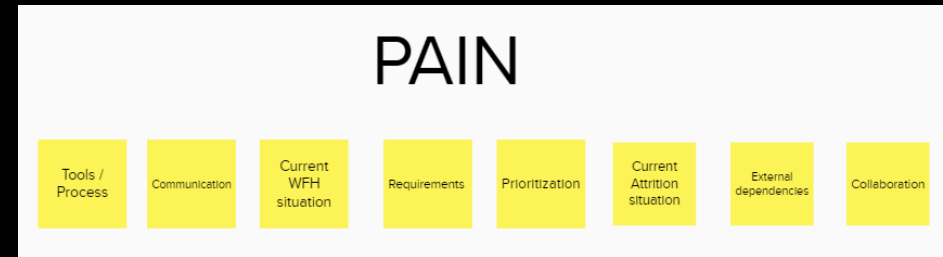 PAIN
Tools /
Process
Communication
Current
WFH
situation
Requirements
Prioritization
Current
Attrition
situation
External
dependencies
Collaboration